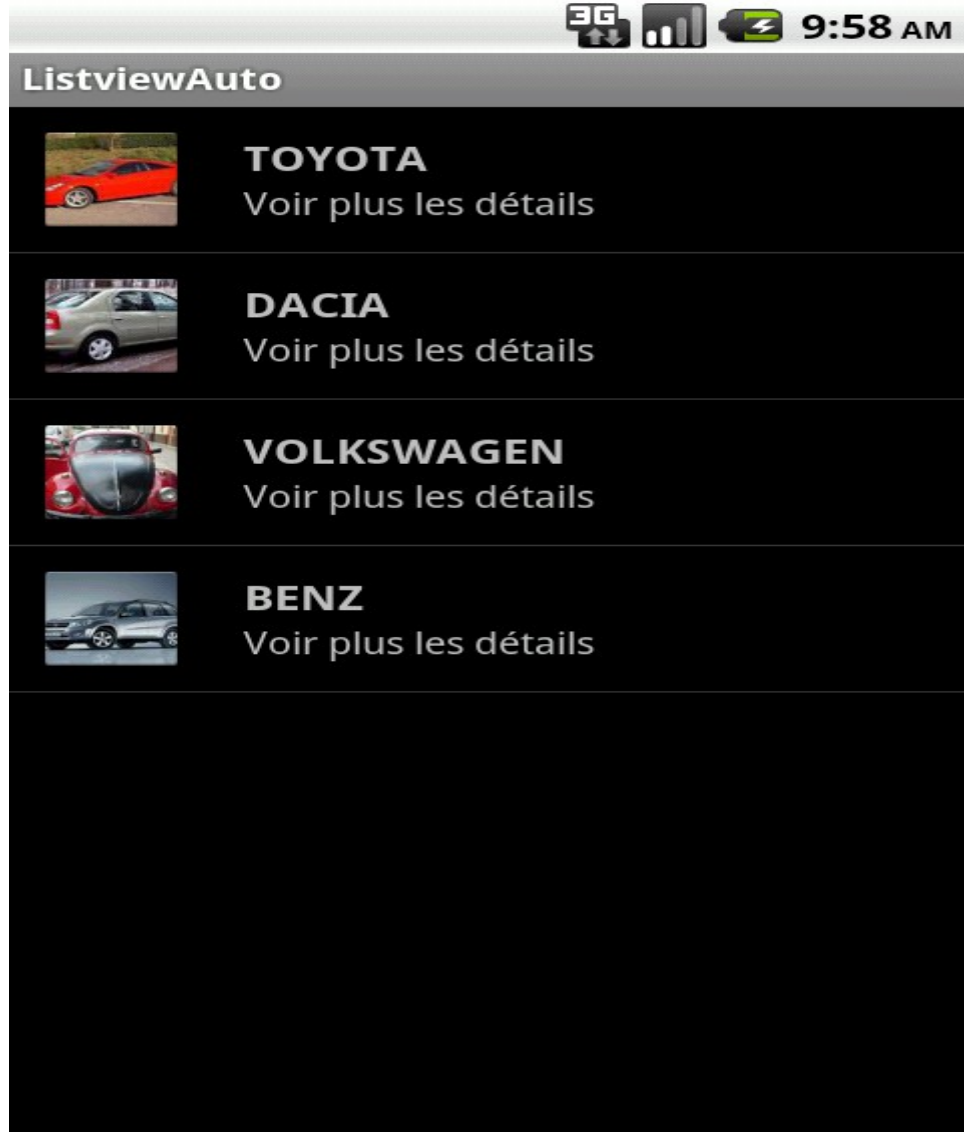 3G
9:58 AM
ListviewAuto
TOYOTA
Voir plus les détails
DACIA
Voir plus les détails
VOLKSWAGEN
Voir plus les détails
BENZ
Voir plus les détails